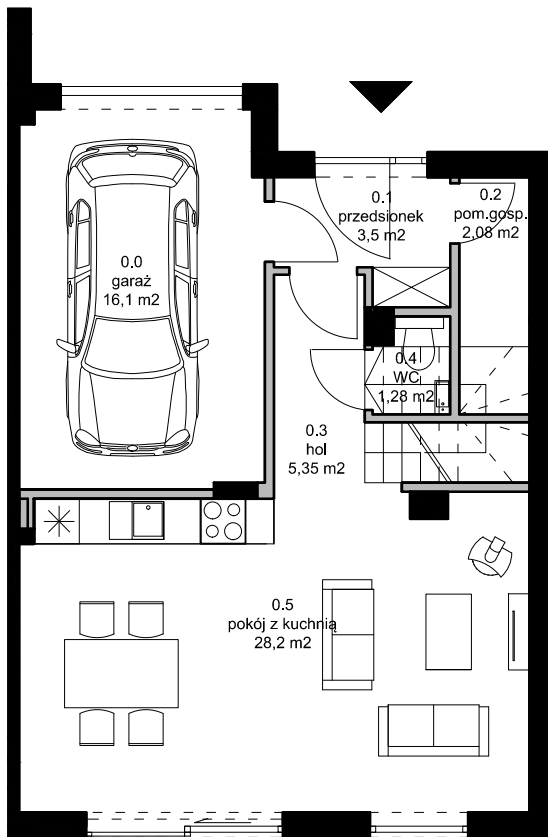 0.1
przedsionek
3,5 m2
0.2
pom.gosp.
2,08 m2
0.0
garaż
16,1 m2
0.4
WC
1,28 m2
0.3
hol
5,35 m2
0.5
pokój z kuchnią
28,2 m2